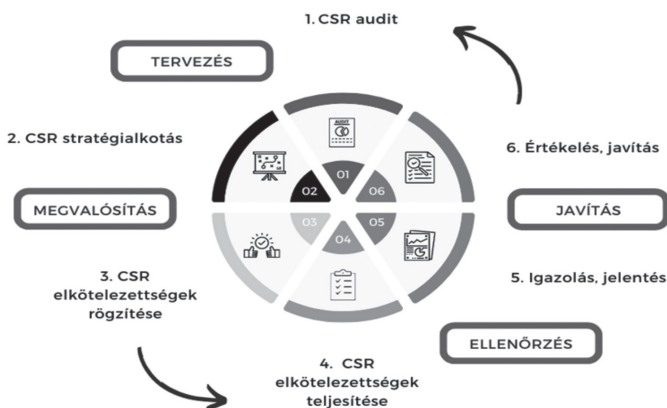 1. CSR audit
TERVEZÉS
2. CSR stratégialkotás
6. Értékelés, javítás
AUDIT
01
02
06
03
05
04
MEGVALÓSÍTÁS
JAVÍTÁS
3. CSR
elkötelezettségek
rögzítése
5. Igazolás, jelentés
ELLENŐRZÉS
4. CSR
elkötelezettségek
teljesítése